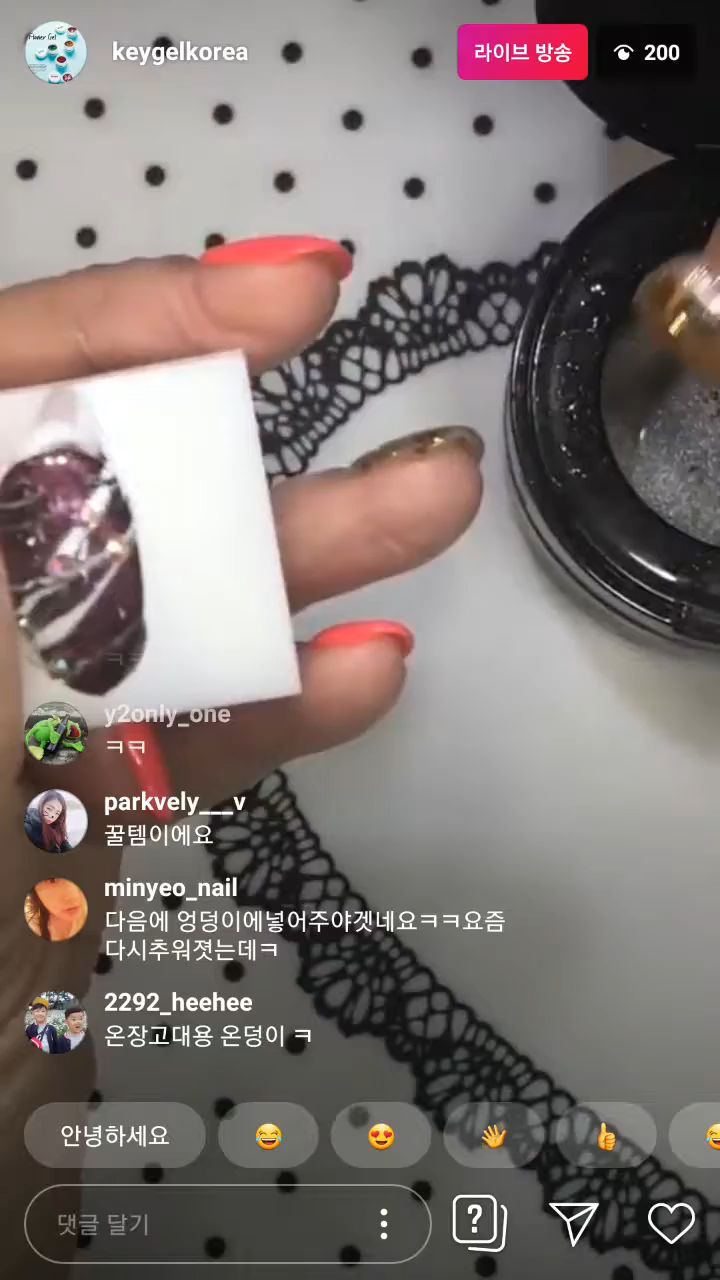 keygelkorea
라이브 방송
200
Flower Gel
ㅋㅋ
y2only_one
ㅋㅋ
parkvely___v
꿀템이에요
minyeo_nail
다음에 엉덩이에넣어주야겟네요ㅋㅋ요즘
다시추워졋는데ㅋ
2292_heehee
온장고대용 온덩이 ㅋ
안녕하세요
댓글 달기
?